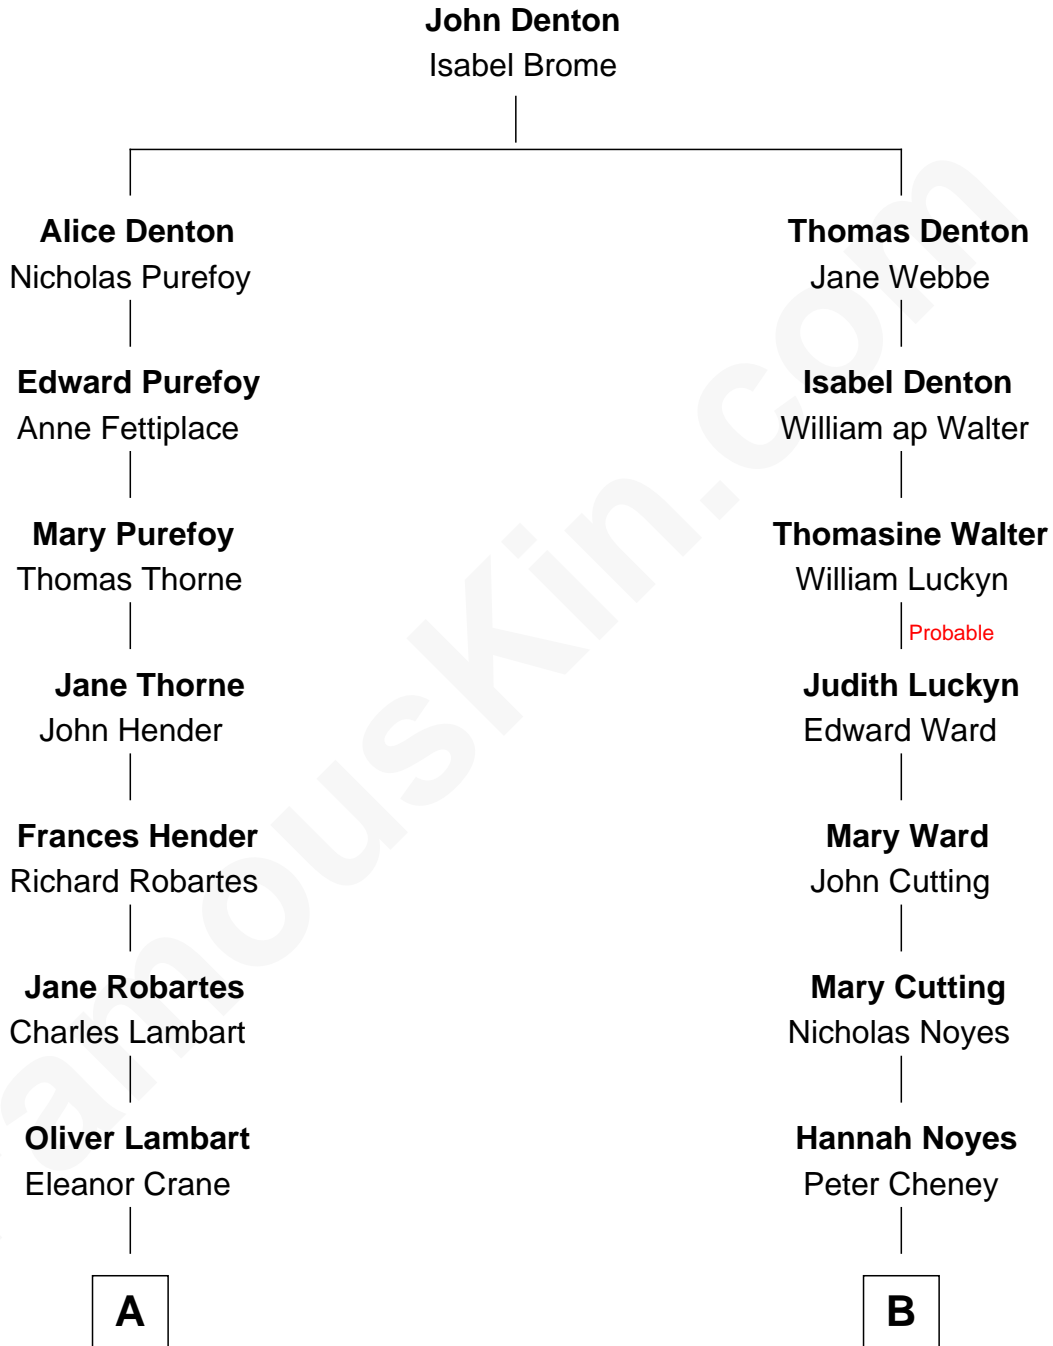 John Denton
Isabel Brome
Alice Denton
Nicholas Purefoy
Thomas Denton
Jane Webbe
Edward Purefoy
Anne Fettiplace
Isabel Denton
William ap Walter
Mary Purefoy
Thomas Thorne
Thomasine Walter
William Luckyn
Probable
Jane Thorne
John Hender
Judith Luckyn
Edward Ward
Frances Hender
Richard Robartes
Mary Ward
John Cutting
Jane Robartes
Charles Lambart
Mary Cutting
Nicholas Noyes
Oliver Lambart
Eleanor Crane
Hannah Noyes
Peter Cheney
A
B
amouskin.com